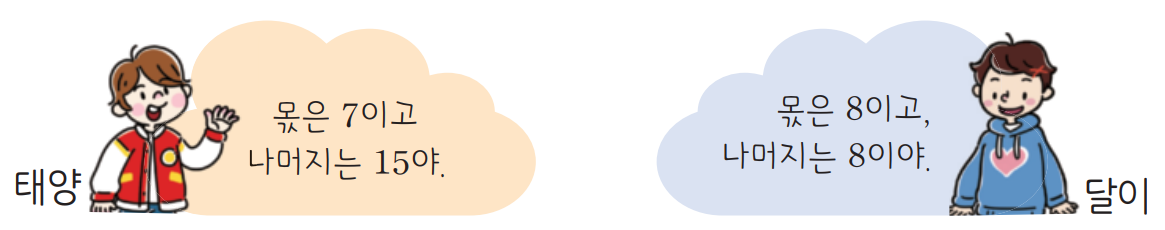 몫은 7이고
나머지는 15야.
태양
몫은 8이고,
나머지는 8이야.
달이